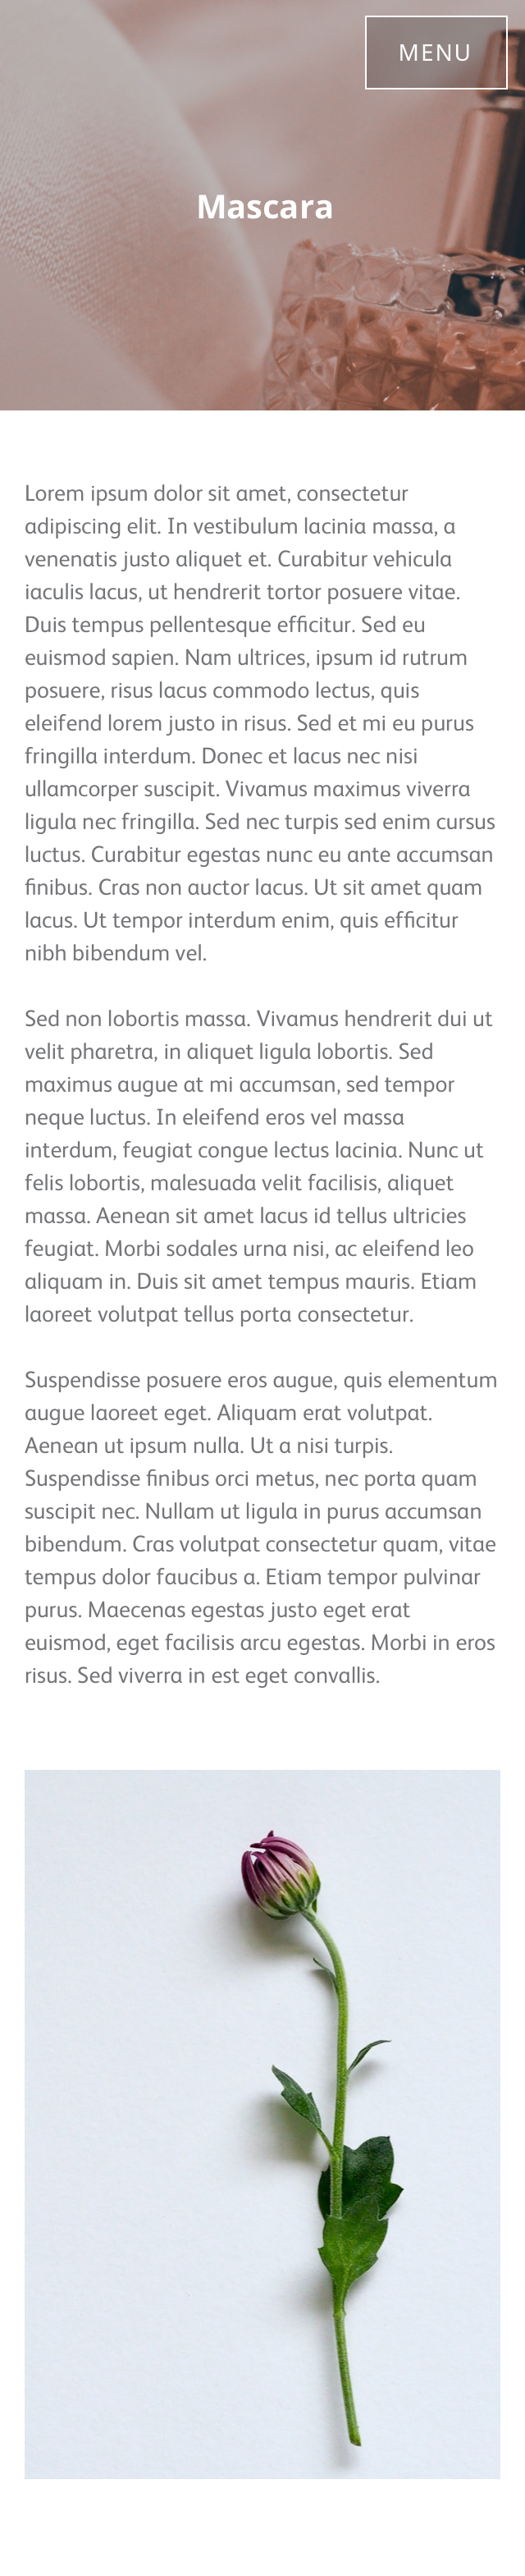 MENU
Mascara
Lorem ipsum dolor sit amet, consectetur
adipiscing elit. In vestibulum lacinia massa, a
venenatis justo aliquet et. Curabitur vehicula
iaculis lacus, ut hendrerit tortor posuere vitae.
Duis tempus pellentesque efficitur. Sed eu
euismod sapien. Nam ultrices, ipsum id rutrum
posuere, risus lacus commodo lectus, quis
eleifend lorem justo in risus. Sed et mi eu purus
fringilla interdum. Donec et lacus nec nisi
ullamcorper suscipit. Vivamus maximus viverra
ligula nec fringilla. Sed nec turpis sed enim cursus
luctus. Curabitur egestas nunc eu ante accumsan
finibus. Cras non auctor lacus. Ut sit amet quam
lacus. Ut tempor interdum enim, quis efficitur
nibh bibendum vel.
Sed non lobortis massa. Vivamus hendrerit dui ut
velit pharetra, in aliquet ligula lobortis. Sed
maximus augue at mi accumsan, sed tempor
neque luctus. In eleifend eros vel massa
interdum, feugiat congue lectus lacinia. Nunc ut
felis lobortis, malesuada velit facilisis, aliquet
massa. Aenean sit amet lacus id tellus ultricies
feugiat. Morbi sodales urna nisi, ac eleifend leo
aliquam in. Duis sit amet tempus mauris. Etiam
laoreet volutpat tellus porta consectetur.
Suspendisse posuere eros augue, quis elementum
augue laoreet eget. Aliquam erat volutpat.
Aenean ut ipsum nulla. Ut a nisi turpis.
Suspendisse finibus orci metus, nec porta quam
suscipit nec. Nullam ut ligula in purus accumsan
bibendum. Cras volutpat consectetur quam, vitae
tempus dolor faucibus a. Etiam tempor pulvinar
purus. Maecenas egestas justo eget erat
euismod, eget facilisis arcu egestas. Morbi in eros
risus. Sed viverra in est eget convallis.